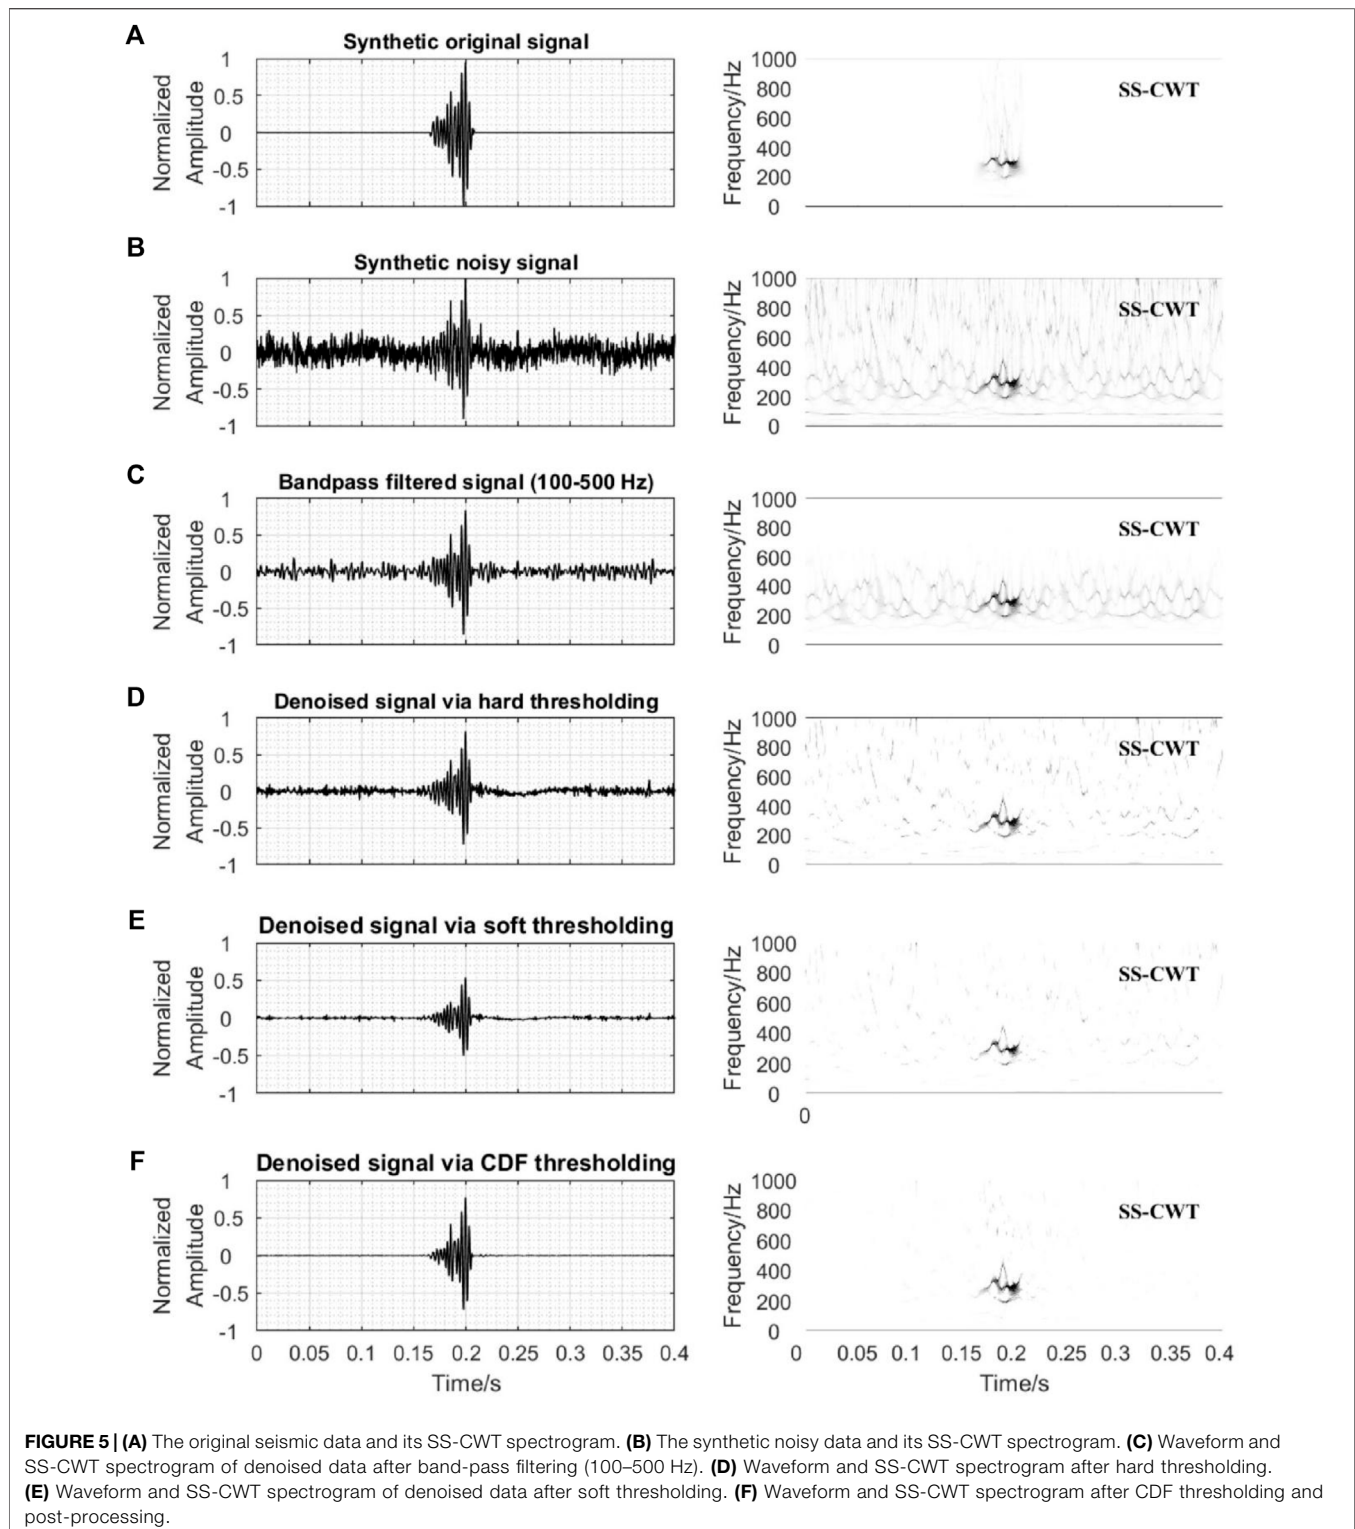 A
Synthetic original signal
Normalized
Amplitude
1
0.5
0
-0.5
-1
Frequency/Hz
1000
800
600
400
200
0
SS-CWT
B
Synthetic noisy signal
Normalized
Amplitude
1
0.5
0
-0.5
-1
Frequency/Hz
1000
800
600
400
200
0
SS-CWT
C
Bandpass filtered signal (100-500 Hz)
Normalized
Amplitude
1
0.5
0
-0.5
-1
Frequency/Hz
1000
800
600
400
200
0
SS-CWT
D
Denoised signal via hard thresholding
Normalized
Amplitude
1
0.5
0
-0.5
-1
Frequency/Hz
1000
800
600
400
200
0
SS-CWT
E
Denoised signal via soft thresholding
Normalized
Amplitude
1
0.5
0
-0.5
-1
Frequency/Hz
1000
800
600
400
200
0
0
SS-CWT
F
Denoised signal via CDF thresholding
Normalized
Amplitude
1
0.5
0
-0.5
-1
0 0.05 0.1 0.15 0.2 0.25 0.3 0.35 0.4
Time/s
Frequency/Hz
1000
800
600
400
200
0
SS-CWT
0 0.05 0.1 0.15 0.2 0.25 0.3 0.35 0.4
Time/s
FIGURE 5 | (A) The original seismic data and its SS-CWT spectrogram. (B) The synthetic noisy data and its SS-CWT spectrogram. (C) Waveform and
SS-CWT spectrogram of denoised data after band-pass filtering (100–500 Hz). (D) Waveform and SS-CWT spectrogram after hard thresholding.
(E) Waveform and SS-CWT spectrogram of denoised data after soft thresholding. (F) Waveform and SS-CWT spectrogram after CDF thresholding and
post-processing.